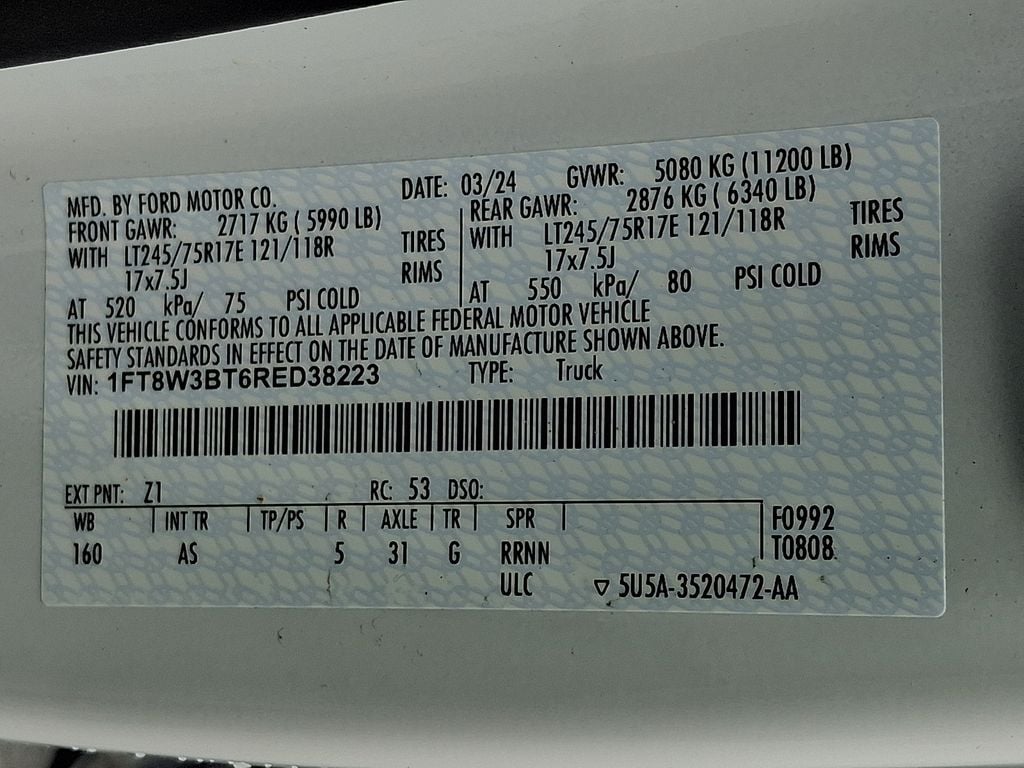 MFD. BY FORD MOTOR CO. DATE: 03/24 GVWR: 5080 KG (11200 LB)
FRONT GAWR: 2717 KG ( 5990 LB) REAR GAWR: 2876 KG ( 6340 LB)
WITH LT245/75R17E 121/118R TIRES WITH LT245/75R17E 121/118R TIRES
17x7.5J RIMS 17x7.5J RIMS
AT 520 kPa/ 75 PSI COLD AT 550 kPa/ 80 PSI COLD
THIS VEHICLE CONFORMS TO ALL APPLICABLE FEDERAL MOTOR VEHICLE
SAFETY STANDARDS IN EFFECT ON THE DATE OF MANUFACTURE SHOWN ABOVE.
VIN: 1FT8W3BT6RED38223 TYPE: Truck
EXT PNT: Z1 RC: 53 DSO:
WB INT TR TP/PS R AXLE TR SPR F0992
160 AS 5 31 G RRNN T0808
ULC ▽ 5U5A-3520472-AA